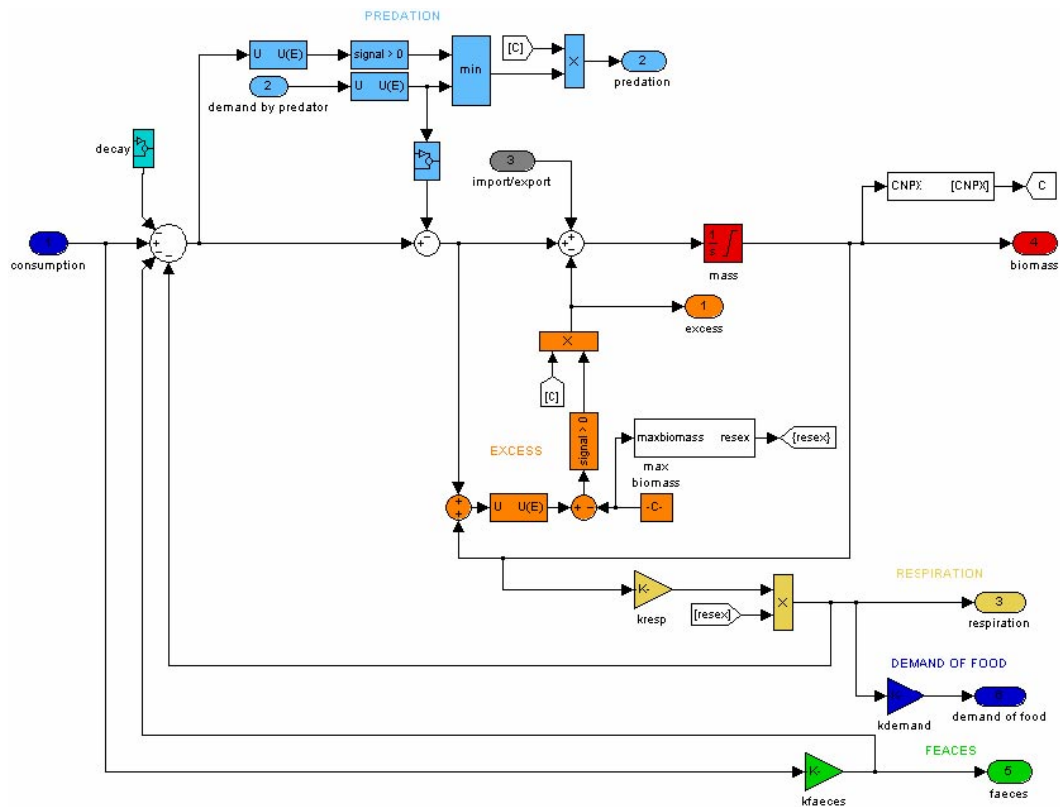 PREDATION
[C]
U U(E)
signal > 0
min
X
2
predation
2
U U(E)
demand by predator
decay
3
import/export
CNPX [CNPX]
C
consumption
1
s
mass
4
biomass
1
excess
X
[C]
signal > 0
maxbiomass resex
{resex}
EXCESS
max
biomass
U U(E)
-C-
RESPIRATION
K-
kresp
[resex]
X
3
respiration
DEMAND OF FOOD
kdemand
demand of food
FEACES
K-
kfaeces
faeces